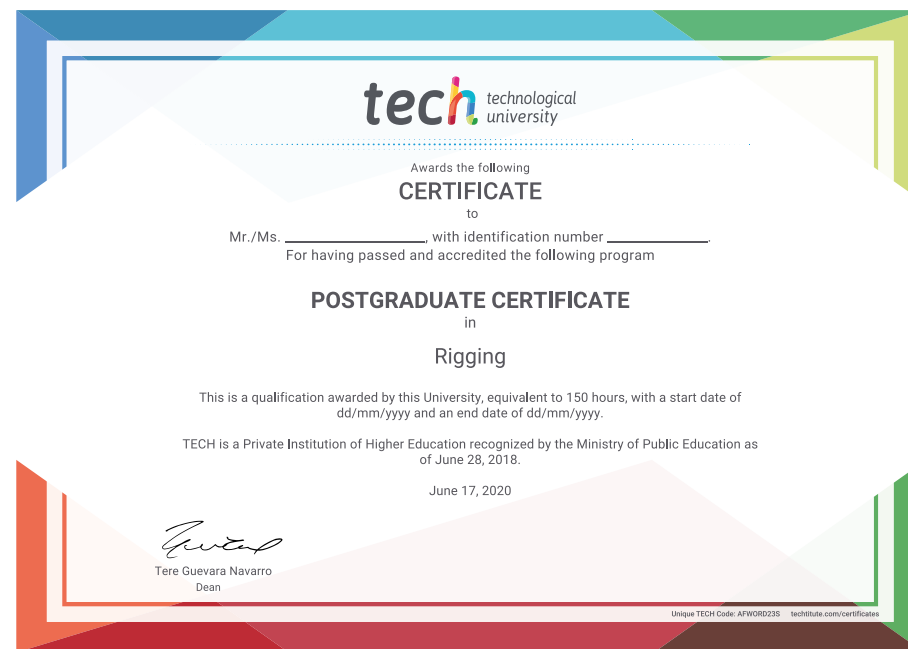 tech technological
university
Awards the following
CERTIFICATE
to
Mr./Ms. ____________________, with identification number ______________.
For having passed and accredited the following program
POSTGRADUATE CERTIFICATE
in
Rigging
This is a qualification awarded by this University, equivalent to 150 hours, with a start date of
dd/mm/yyyy and an end date of dd/mm/yyyy.
TECH is a Private Institution of Higher Education recognized by the Ministry of Public Education as
of June 28, 2018.
June 17, 2020
Tere Guevara Navarro
Dean
Unique TECH Code: AFWORD23S techtitute.com/certificates